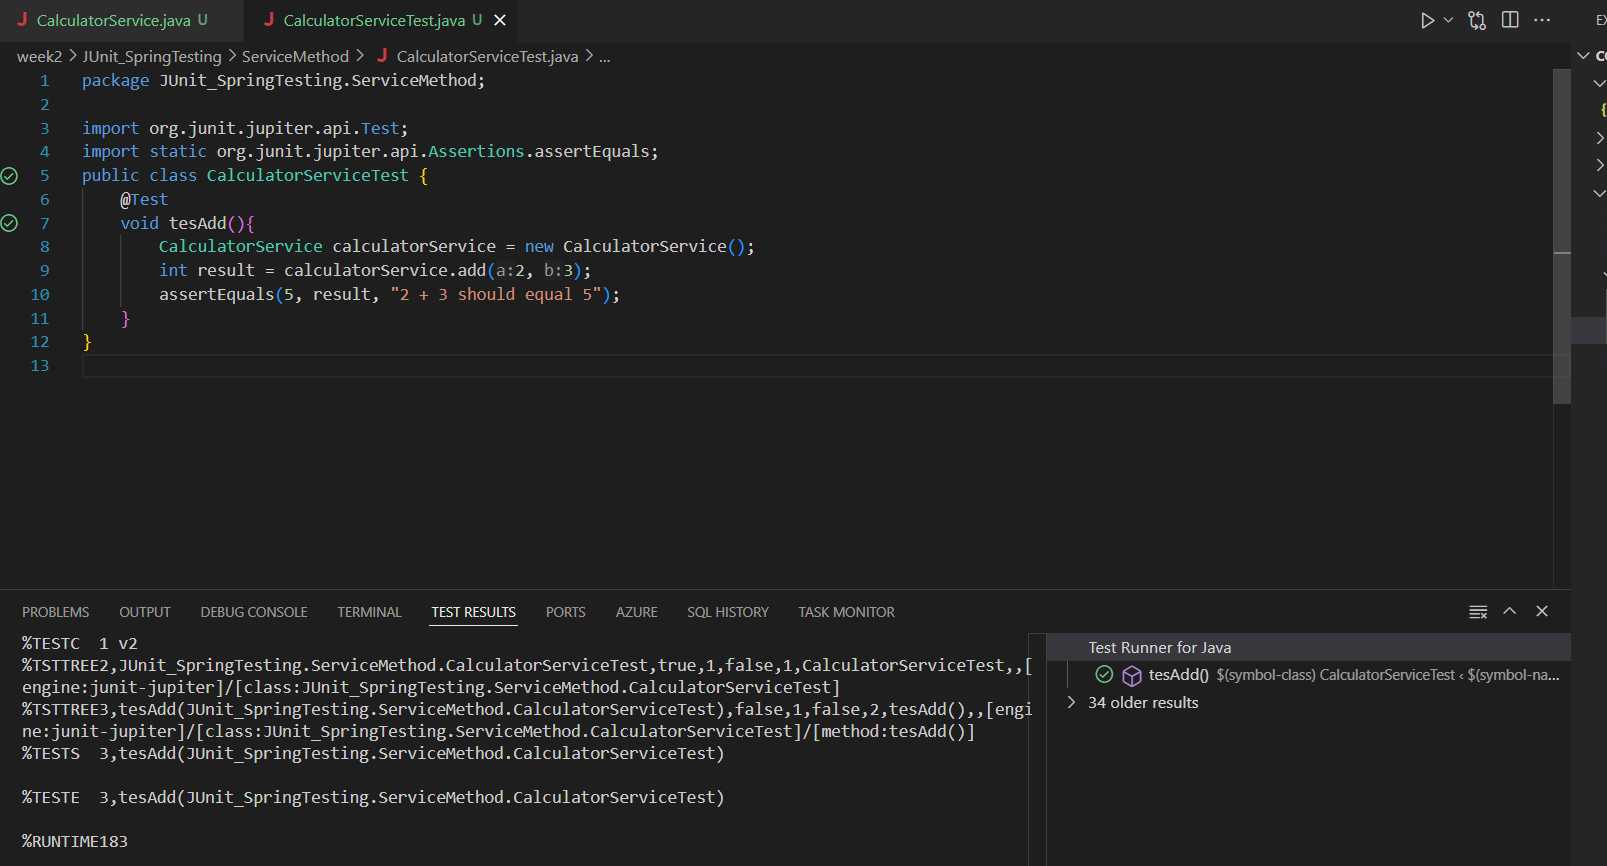 CalculatorService.java U
CalculatorServiceTest.java U
EX
week2 > JUnit_SpringTesting > ServiceMethod > CalculatorServiceTest.java > ...
1 package JUnit_SpringTesting.ServiceMethod;
2
3 import org.junit.jupiter.api.Test;
4 import static org.junit.jupiter.api.Assertions.assertEquals;
5 public class CalculatorServiceTest {
6 @Test
7 void tesAdd(){
8 CalculatorService calculatorService = new CalculatorService();
9 int result = calculatorService.add(a:2, b:3);
10 assertEquals(5, result, "2 + 3 should equal 5");
11 }
12 }
13
PROBLEMS OUTPUT DEBUG CONSOLE TERMINAL TEST RESULTS PORTS AZURE SQL HISTORY TASK MONITOR
%TESTC 1 v2
%TSTTREE2,JUnit_SpringTesting.ServiceMethod.CalculatorServiceTest,true,1,false,1,CalculatorServiceTest,,[
engine:junit-jupiter]/[class:JUnit_SpringTesting.ServiceMethod.CalculatorServiceTest]
%TSTTREE3,tesAdd(JUnit_SpringTesting.ServiceMethod.CalculatorServiceTest),false,1,false,2,tesAdd(),,[engi
ne:junit-jupiter]/[class:JUnit_SpringTesting.ServiceMethod.CalculatorServiceTest]/[method:tesAdd()]
%TESTS 3,tesAdd(JUnit_SpringTesting.ServiceMethod.CalculatorServiceTest)
%TESTE 3,tesAdd(JUnit_SpringTesting.ServiceMethod.CalculatorServiceTest)
%RUNTIME183
Test Runner for Java
tesAdd() $(symbol-class) CalculatorServiceTest < $(symbol-na...
34 older results